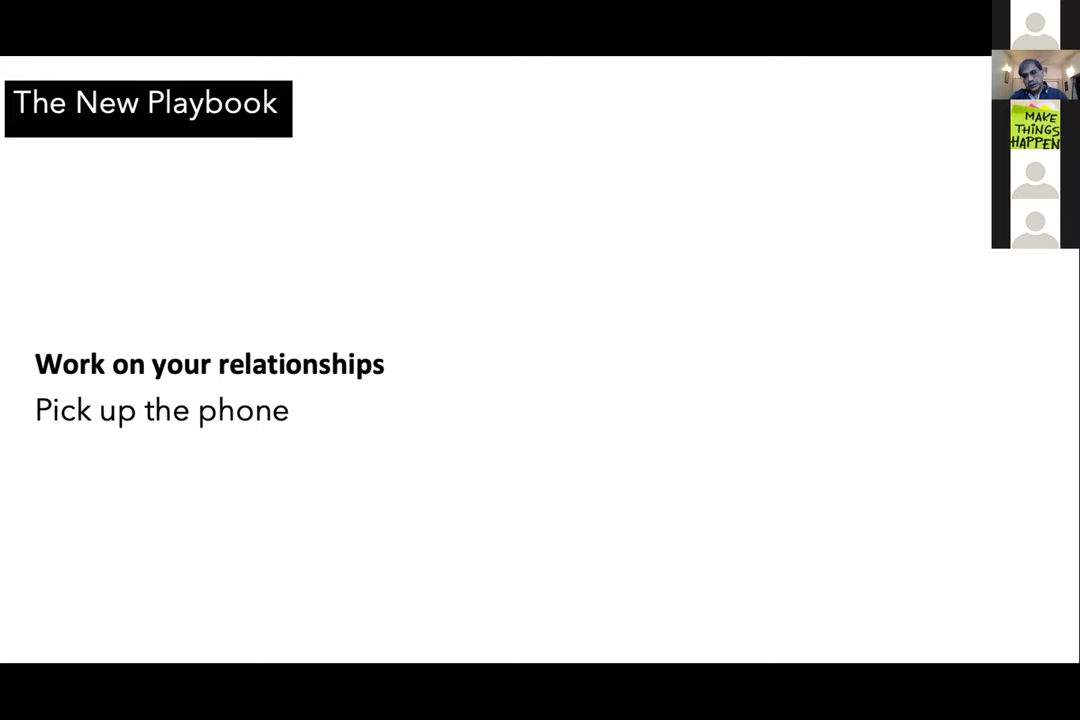 The New Playbook
MAKE
THINGS
HAPPEN
Work on your relationships
Pick up the phone